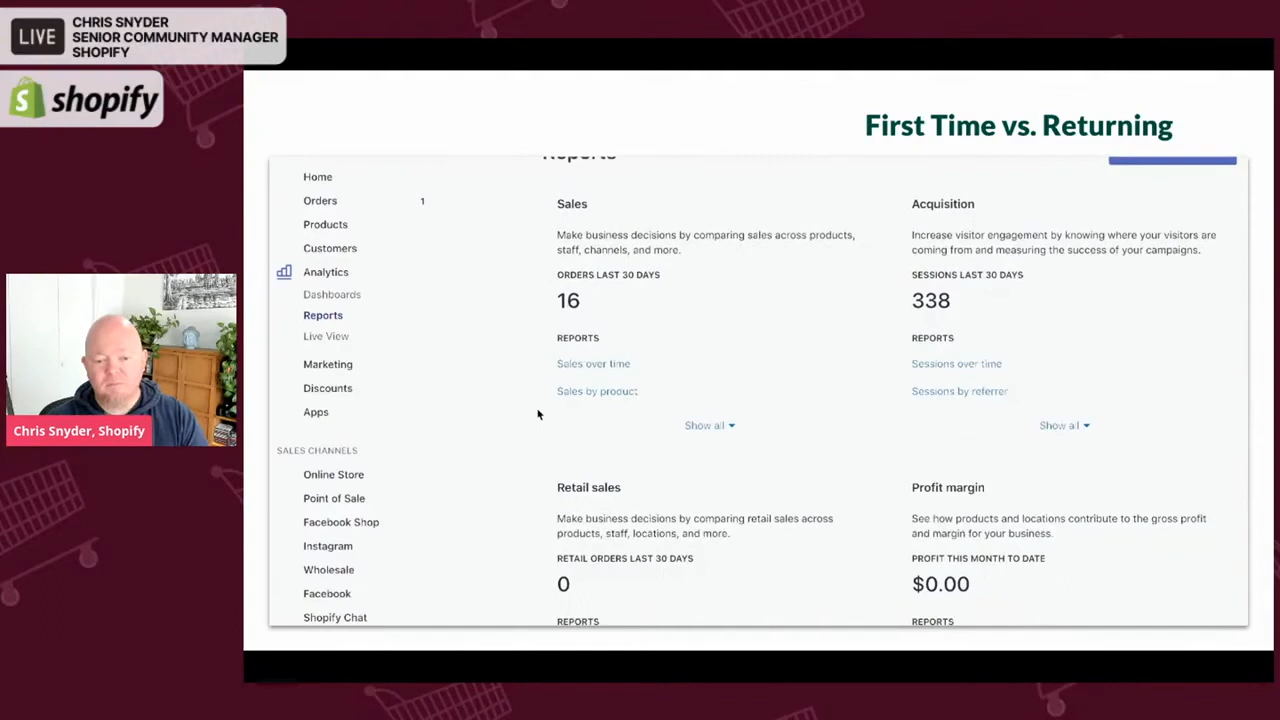 LIVE
CHRIS SNYDER
SENIOR COMMUNITY MANAGER
SHOPIFY
shopify
First Time vs. Returning
Reports
Home
Orders 1
Products
Customers
Analytics
Dashboards
Reports
Live View
Marketing
Discounts
Apps
SALES CHANNELS
Online Store
Point of Sale
Facebook Shop
Instagram
Wholesale
Facebook
Shopify Chat
Sales
Make business decisions by comparing sales across products,
staff, channels, and more.
ORDERS LAST 30 DAYS
16
REPORTS
Sales over time
Sales by product
Show all
Acquisition
Increase visitor engagement by knowing where your visitors are
coming from and measuring the success of your campaigns.
SESSIONS LAST 30 DAYS
338
REPORTS
Sessions over time
Sessions by referrer
Show all
Retail sales
Make business decisions by comparing retail sales across
products, staff, locations, and more.
RETAIL ORDERS LAST 30 DAYS
0
REPORTS
Profit margin
See how products and locations contribute to the gross profit
and margin for your business.
PROFIT THIS MONTH TO DATE
$0.00
REPORTS
Chris Snyder, Shopify